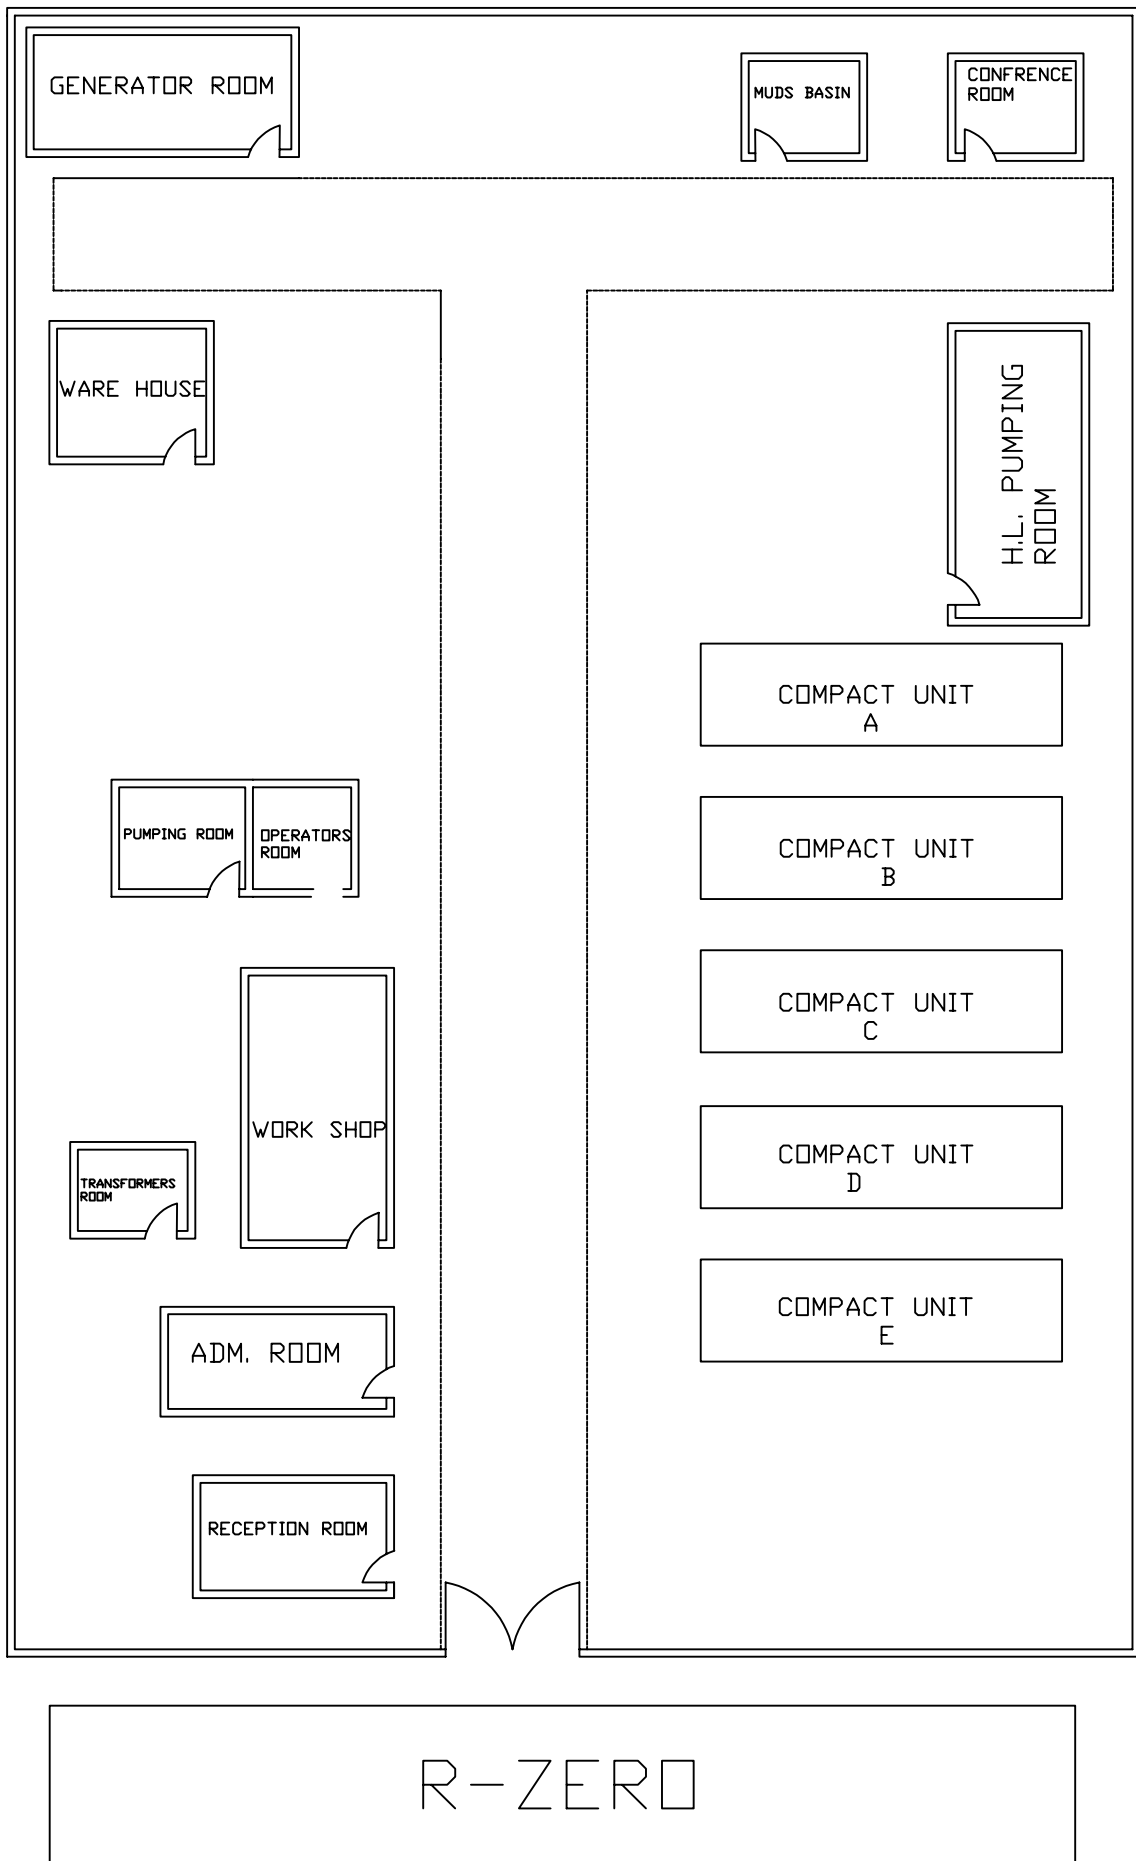 GENERATOR ROOM
MUDS BASIN
CONFRENCE
ROOM
WARE HOUSE
H.L. PUMPING
ROOM
COMPACT UNIT
A
PUMPING ROOM
OPERATORS
ROOM
COMPACT UNIT
B
COMPACT UNIT
C
WORK SHOP
COMPACT UNIT
D
TRANSFORMERS
ROOM
COMPACT UNIT
E
ADM. ROOM
RECEPTION ROOM
R-ZERO